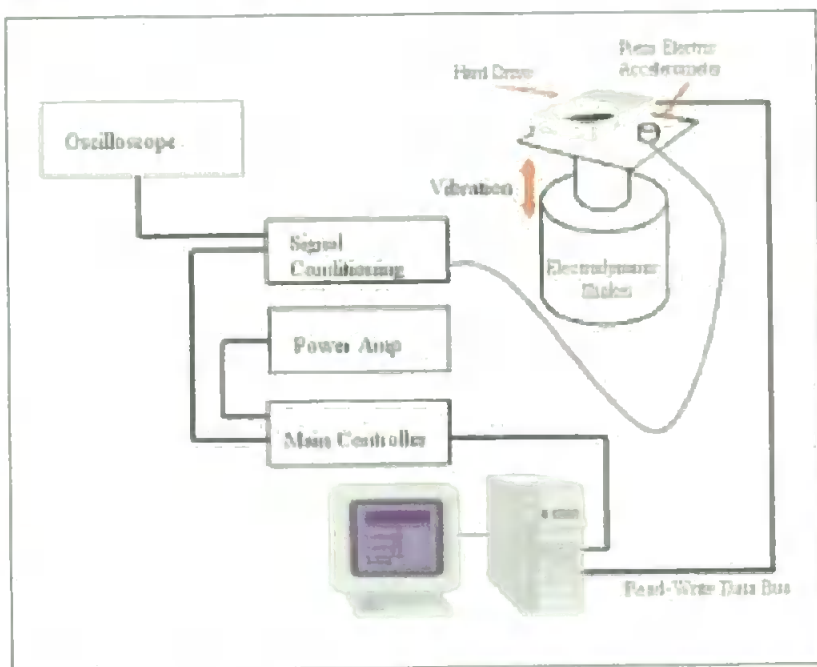 Piezo Electric
Accelerometer
Hard Drive
Oscilloscope
Vibration
Signal
Conditioning
Electrodynamic
Shaker
Power Amp
Main Controller
Read-Write Data Bus